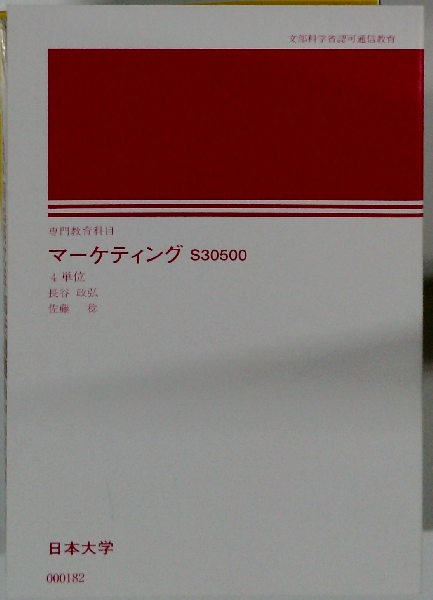 文部科学省認可通信教育
専門教育科目
マーケティング S30500
4単位
長谷 政弘
佐藤 稔
日本大学
000182